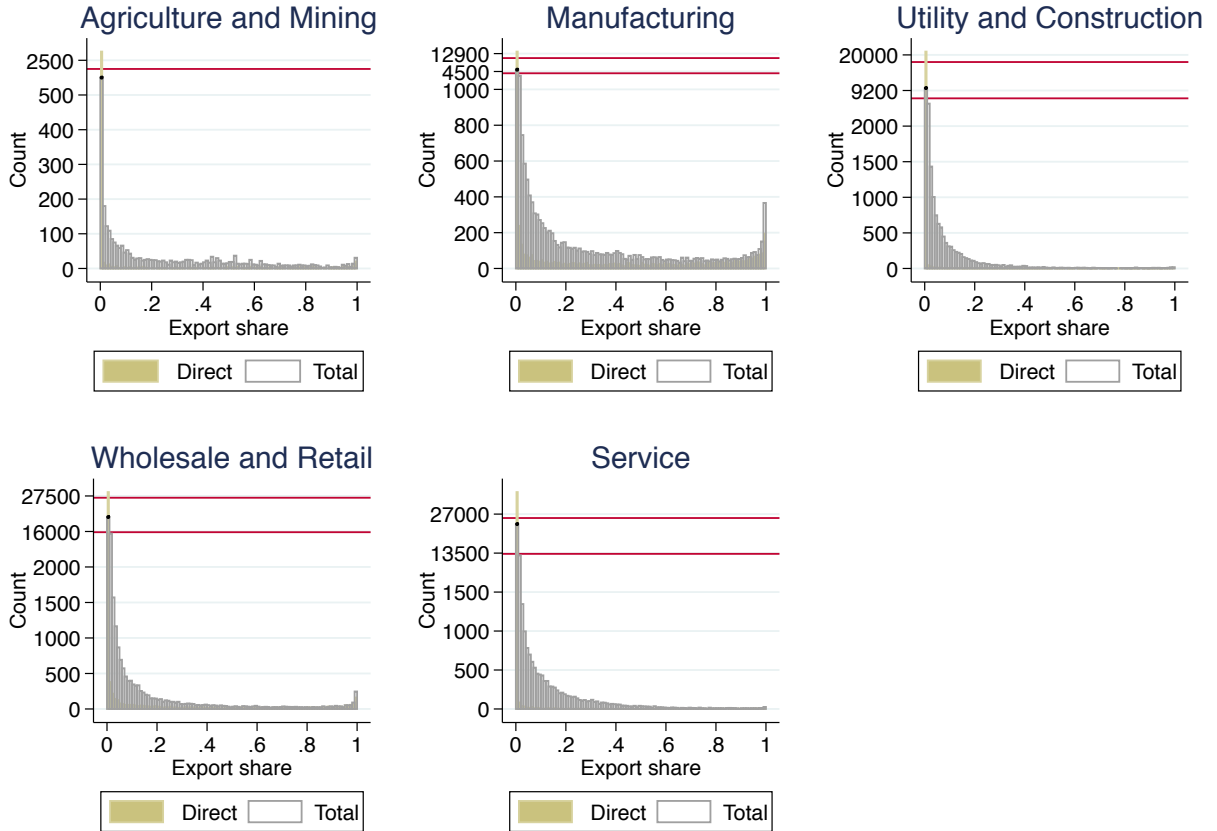 Agriculture and Mining
2500
500
400
300
200
100
0
Count
0 .2 .4 .6 .8 1
Export share
Direct Total
Manufacturing
12900
4500
1000
800
600
400
200
0
Count
0 .2 .4 .6 .8 1
Export share
Direct Total
Utility and Construction
20000
9200
2000
1500
1000
500
0
Count
0 .2 .4 .6 .8 1
Export share
Direct Total
Wholesale and Retail
27500
16000
2000
1500
1000
500
0
Count
0 .2 .4 .6 .8 1
Export share
Direct Total
Service
27000
13500
1500
1000
500
0
Count
0 .2 .4 .6 .8 1
Export share
Direct Total